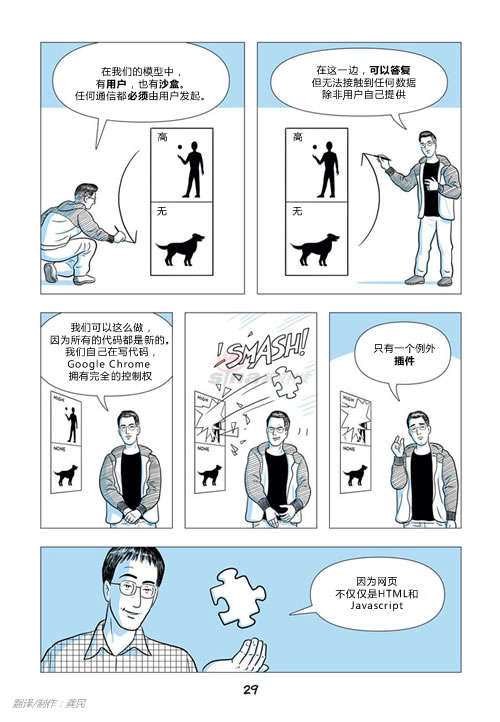 在我们的模型中，
有用户，也有沙盒。
任何通信都必须由用户发起。
高
无
在这一边，可以答复
但无法接触到任何数据
除非用户自己提供
高
无
我们可以这么做，
因为所有的代码都是新的。
我们自己在写代码，
Google Chrome
拥有完全的控制权
HIGH
NONE
SMASH!
sina
NONE
只有一个例外
插件
HIGH
NONE
因为网页
不仅仅是HTML和
Javascript
29
翻译/制作：龚民